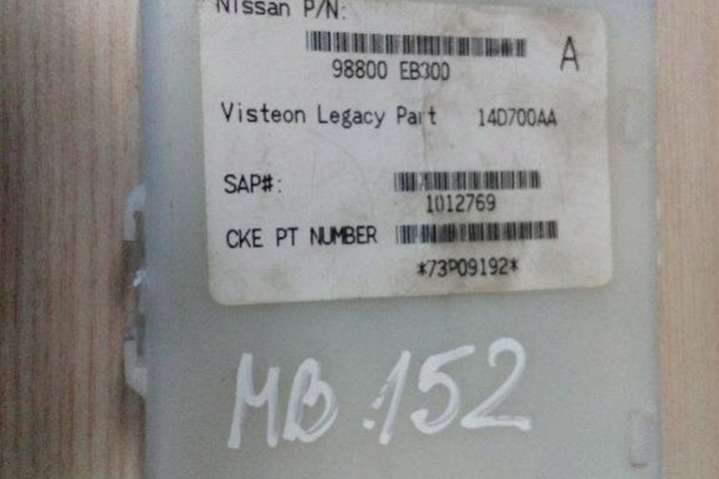 Nissan P/N:
A
98800 EB300
Visteon Legacy Part 14D700AA
SAP#:
1012769
CKE PT NUMBER
*73P09192*
MB.152